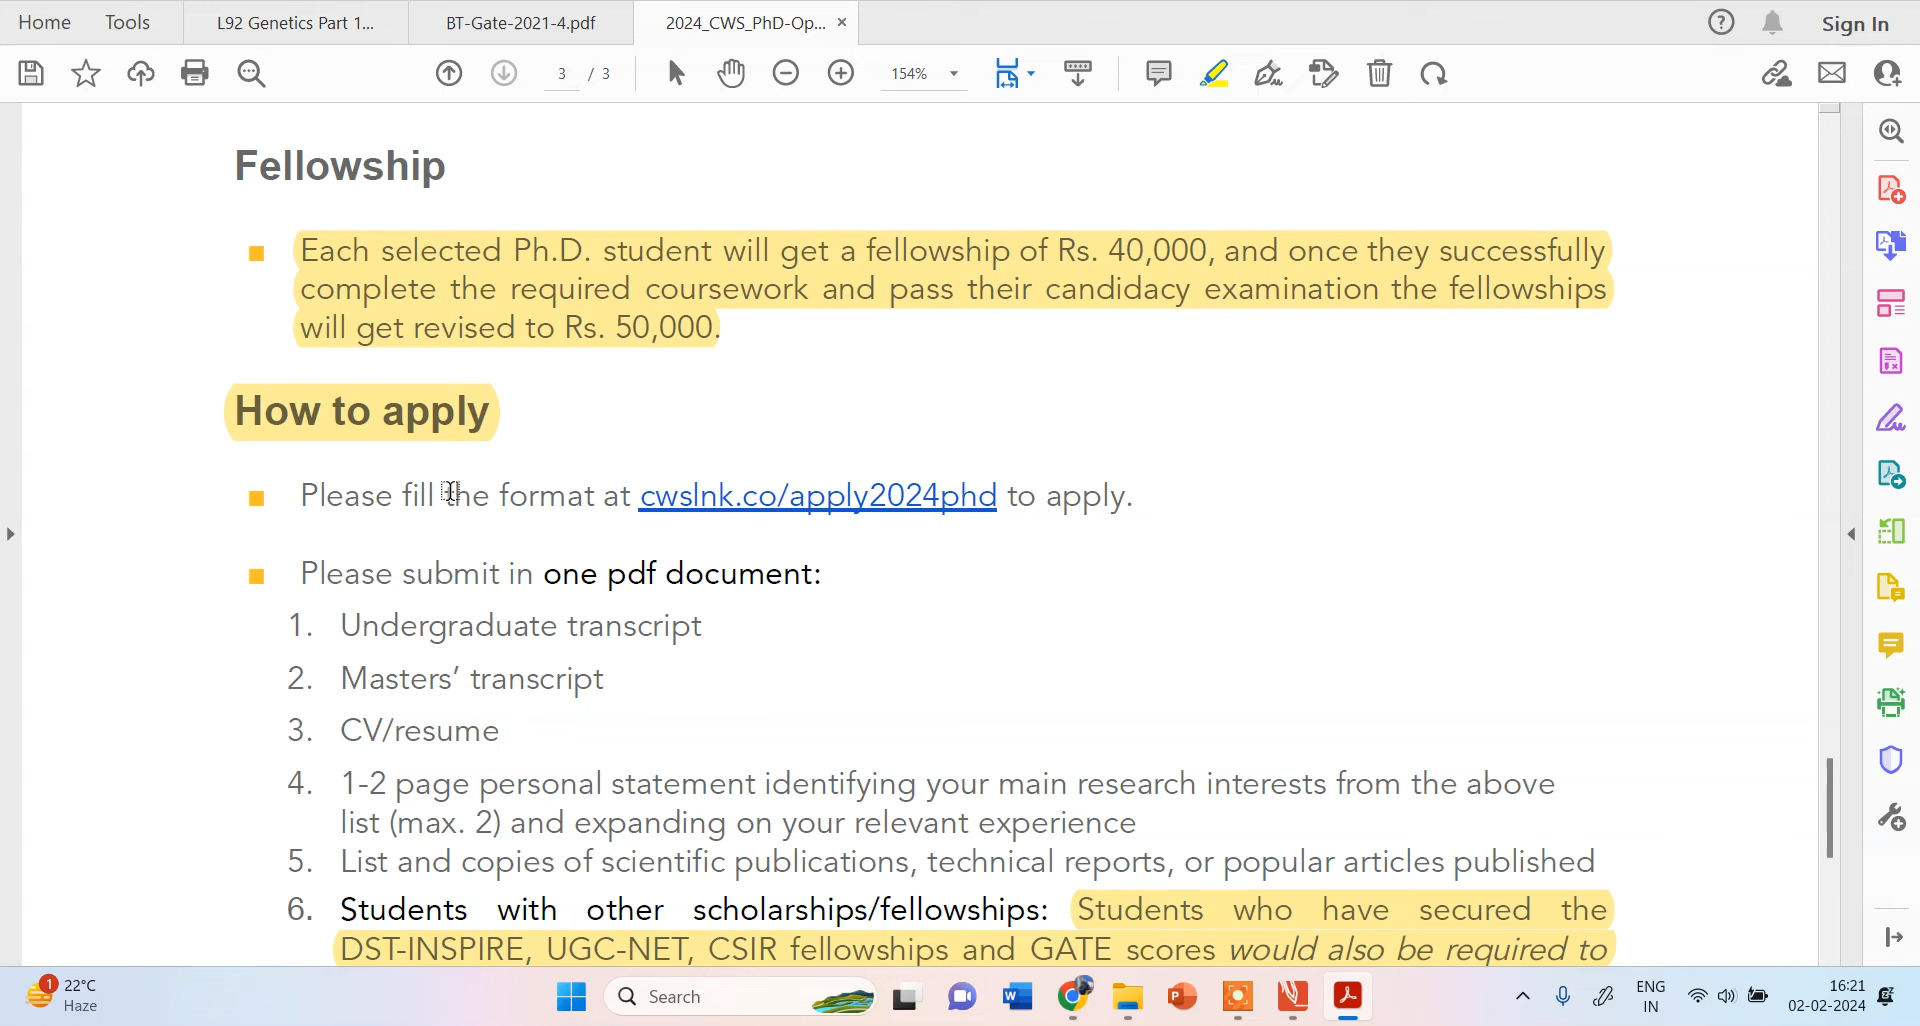 Home Tools L92 Genetics Part 1... BT-Gate-2021-4.pdf 2024_CWS_PhD-Op... × Sign In
3 / 3 154%
Fellowship
Each selected Ph.D. student will get a fellowship of Rs. 40,000, and once they successfully
complete the required coursework and pass their candidacy examination the fellowships
will get revised to Rs. 50,000.
How to apply
Please fill the format at cwslnk.co/apply2024phd to apply.
Please submit in one pdf document:
1. Undergraduate transcript
2. Masters’ transcript
3. CV/resume
4. 1-2 page personal statement identifying your main research interests from the above
list (max. 2) and expanding on your relevant experience
5. List and copies of scientific publications, technical reports, or popular articles published
6. Students with other scholarships/fellowships: Students who have secured the
DST-INSPIRE, UGC-NET, CSIR fellowships and GATE scores would also be required to
1 22°C
Haze
Search
ENG
IN
16:21
02-02-2024